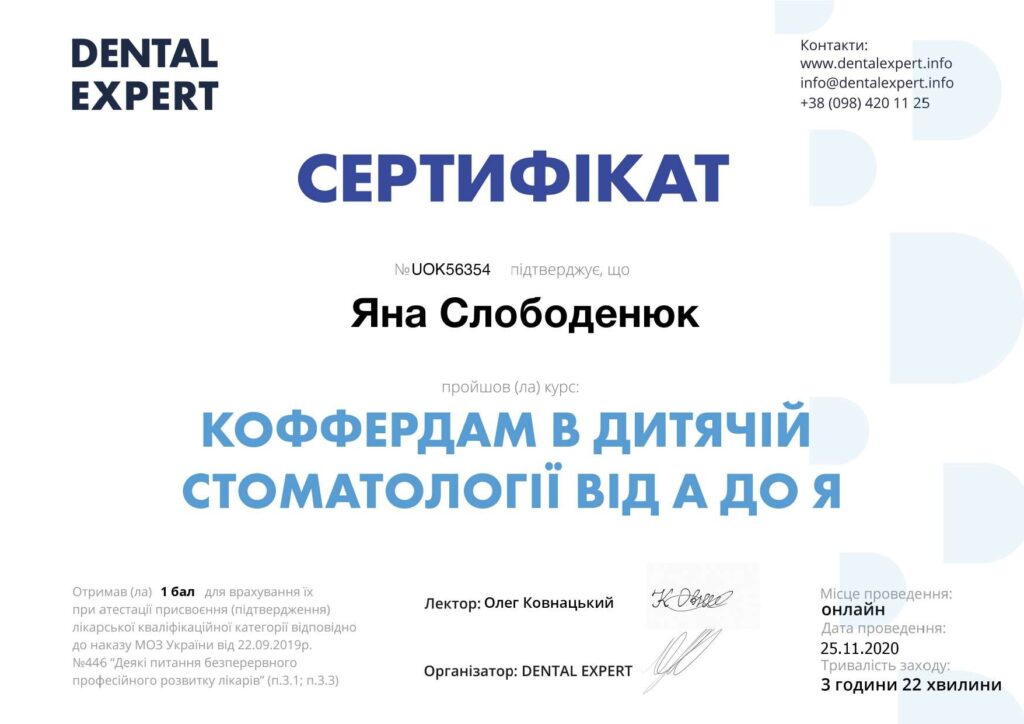 DENTAL
EXPERT
Контакти:
www.dentalexpert.info
info@dentalexpert.info
+38 (098) 420 11 25
СЕРТИФІКАТ
№UOK56354 підтверджує, що
Яна Слободенюк
пройшов (ла) курс:
КОФФЕРДАМ В ДИТЯЧІЙ
СТОМАТОЛОГІЇ ВІД А ДО Я
Отримав (ла) 1 бал для врахування їх
при атестації присвоєння (підтвердження)
лікарської кваліфікаційної категорії відповідно
до наказу МОЗ України від 22.09.2019р.
№446 “Деякі питання безперервного
професійного розвитку лікарів” (п.3.1; п.3.3)
Лектор: Олег Ковнацький
Організатор: DENTAL EXPERT
Місце проведення:
онлайн
Дата проведення:
25.11.2020
Тривалість заходу:
3 години 22 хвилини